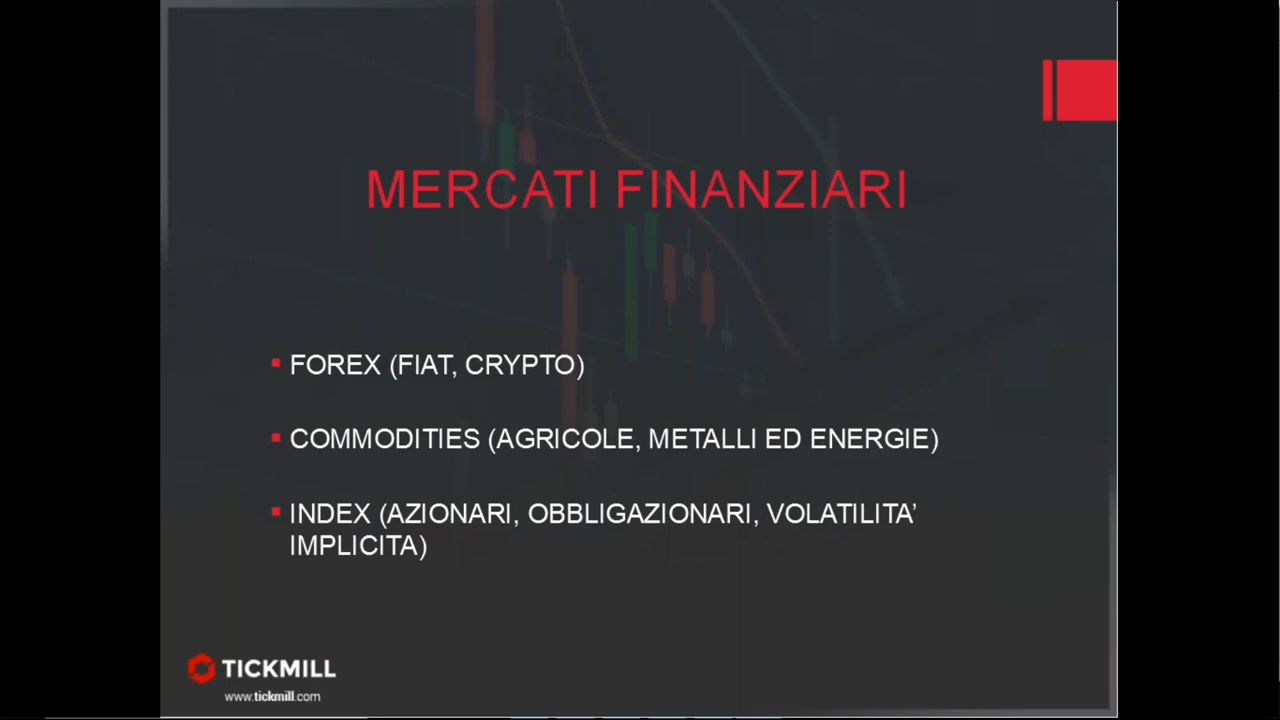 MERCATI FINANZIARI
FOREX (FIAT, CRYPTO)
COMMODITIES (AGRICOLE, METALLI ED ENERGIE)
INDEX (AZIONARI, OBBLIGAZIONARI, VOLATILITA’
IMPLICITA)
TICKMILL
www.tickmill.com